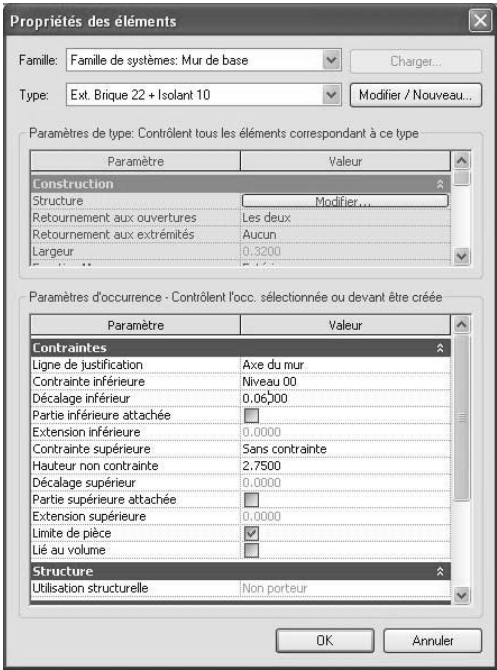 Propriétés des éléments
Famille: Famille de systèmes: Mur de base Charger...
Type: Ext. Brique 22 + Isolant 10 Modifier / Nouveau...
Paramètres de type: Contrôlent tous les éléments correspondant à ce type
Paramètre Valeur
Construction
Structure Modifier...
Retournement aux ouvertures Les deux
Retournement aux extrémités Aucun
Largeur 0.3200
Paramètres d'occurrence - Contrôlent l'occ. sélectionnée ou devant être créée
Paramètre Valeur
Contraintes
Ligne de justification Axe du mur
Contrainte inférieure Niveau 00
Décalage inférieur 0.0600
Partie inférieure attachée
Extension inférieure 0.0000
Contrainte supérieure Sans contrainte
Hauteur non contrainte 2.7500
Décalage supérieur 0.0000
Partie supérieure attachée
Extension supérieure 0.0000
Limite de pièce
Lié au volume
Structure
Utilisation structurelle Non porteur
OK Annuler